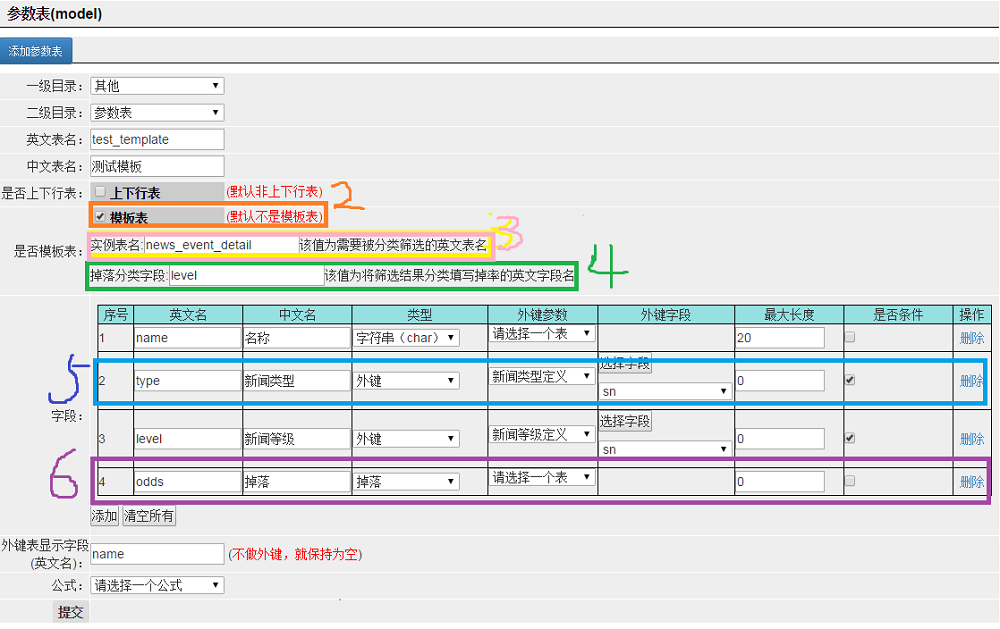 参数表(model)
添加参数表
一级目录： 其他
二级目录： 参数表
英文表名： test_template
中文表名： 测试模板
是否上下行表： 上下行表 (默认非上下行表) 2
模板表 (默认不是模板表)
是否模板表： 实例表名: news_event_detail 该值为需要被分类筛选的英文表名 3
掉落分类字段: level 该值为将筛选结果分类填写掉率的英文字段名 4
序号 英文名 中文名 类型 外键参数 外键字段 最大长度 是否条件 操作
1 name 名称 字符串（char） 请选择一个表 20 删除
5 2 type 新闻类型 外键 新闻类型定义 选择字段 sn 0 删除
字段：
3 level 新闻等级 外键 新闻等级定义 选择字段 sn 0 删除
6 4 odds 掉落 掉落 请选择一个表 0 删除
添加 清空所有
外键表显示字段(英文名)： name (不做外键，就保持为空)
公式： 请选择一个公式
提交